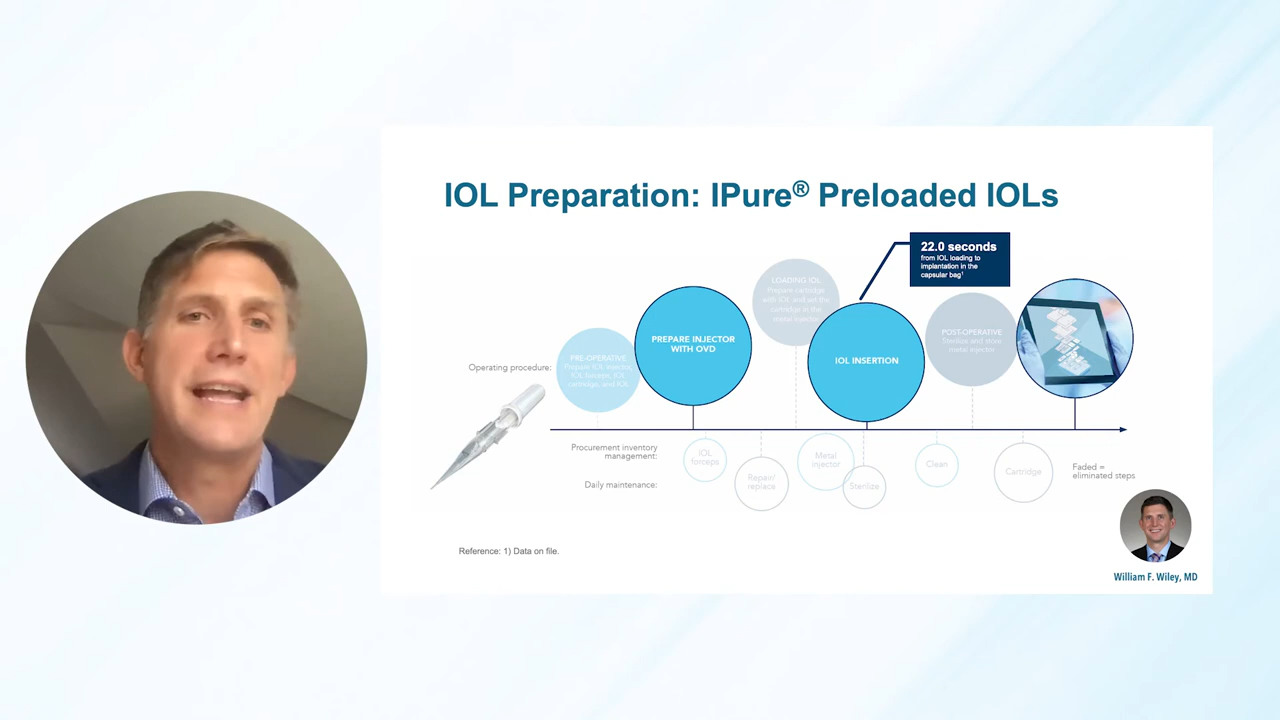 IOL Preparation: IPure® Preloaded IOLs
22.0 seconds
from IOL loading to
implantation in the
capsular bag¹
LOADING IOL
Prepare cartridge
with IOL and set the
cartridge in the
metal injector
PREPARE INJECTOR
WITH OVD
IOL INSERTION
POST-OPERATIVE
Sterilize and store
metal injector
PRE-OPERATIVE
Prepare IOL injector,
IOL forceps, IOL
cartridge, and IOL
Operating procedure:
Procurement inventory
management:
Daily maintenance:
IOL
forceps
Repair/
replace
Metal
injector
Sterilize
Clean
Cartridge
Faded =
eliminated steps
Reference: 1) Data on file.
William F. Wiley, MD